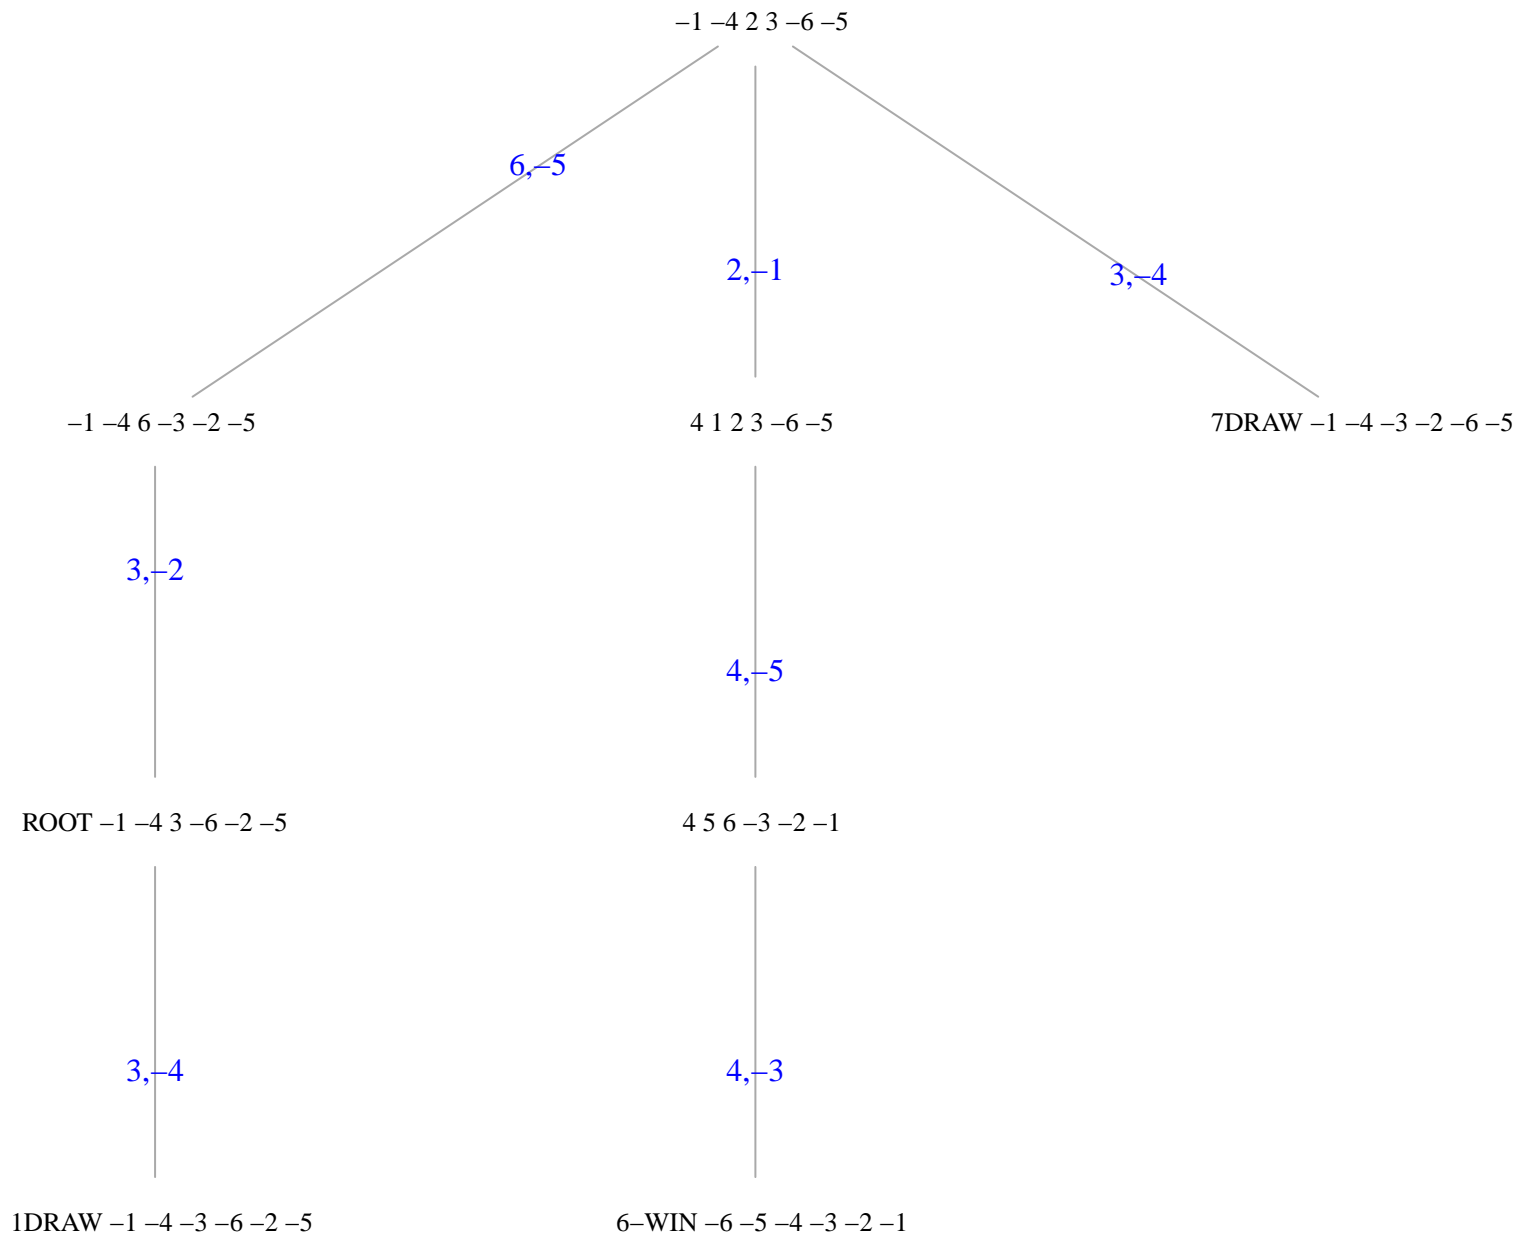 –1 –4 2 3 –6 –5
6,–5
2,–1
3,–4
–1 –4 6 –3 –2 –5
4 1 2 3 –6 –5
7DRAW –1 –4 –3 –2 –6 –5
3,–2
4,–5
ROOT –1 –4 3 –6 –2 –5
4 5 6 –3 –2 –1
3,–4
4,–3
1DRAW –1 –4 –3 –6 –2 –5
6–WIN –6 –5 –4 –3 –2 –1